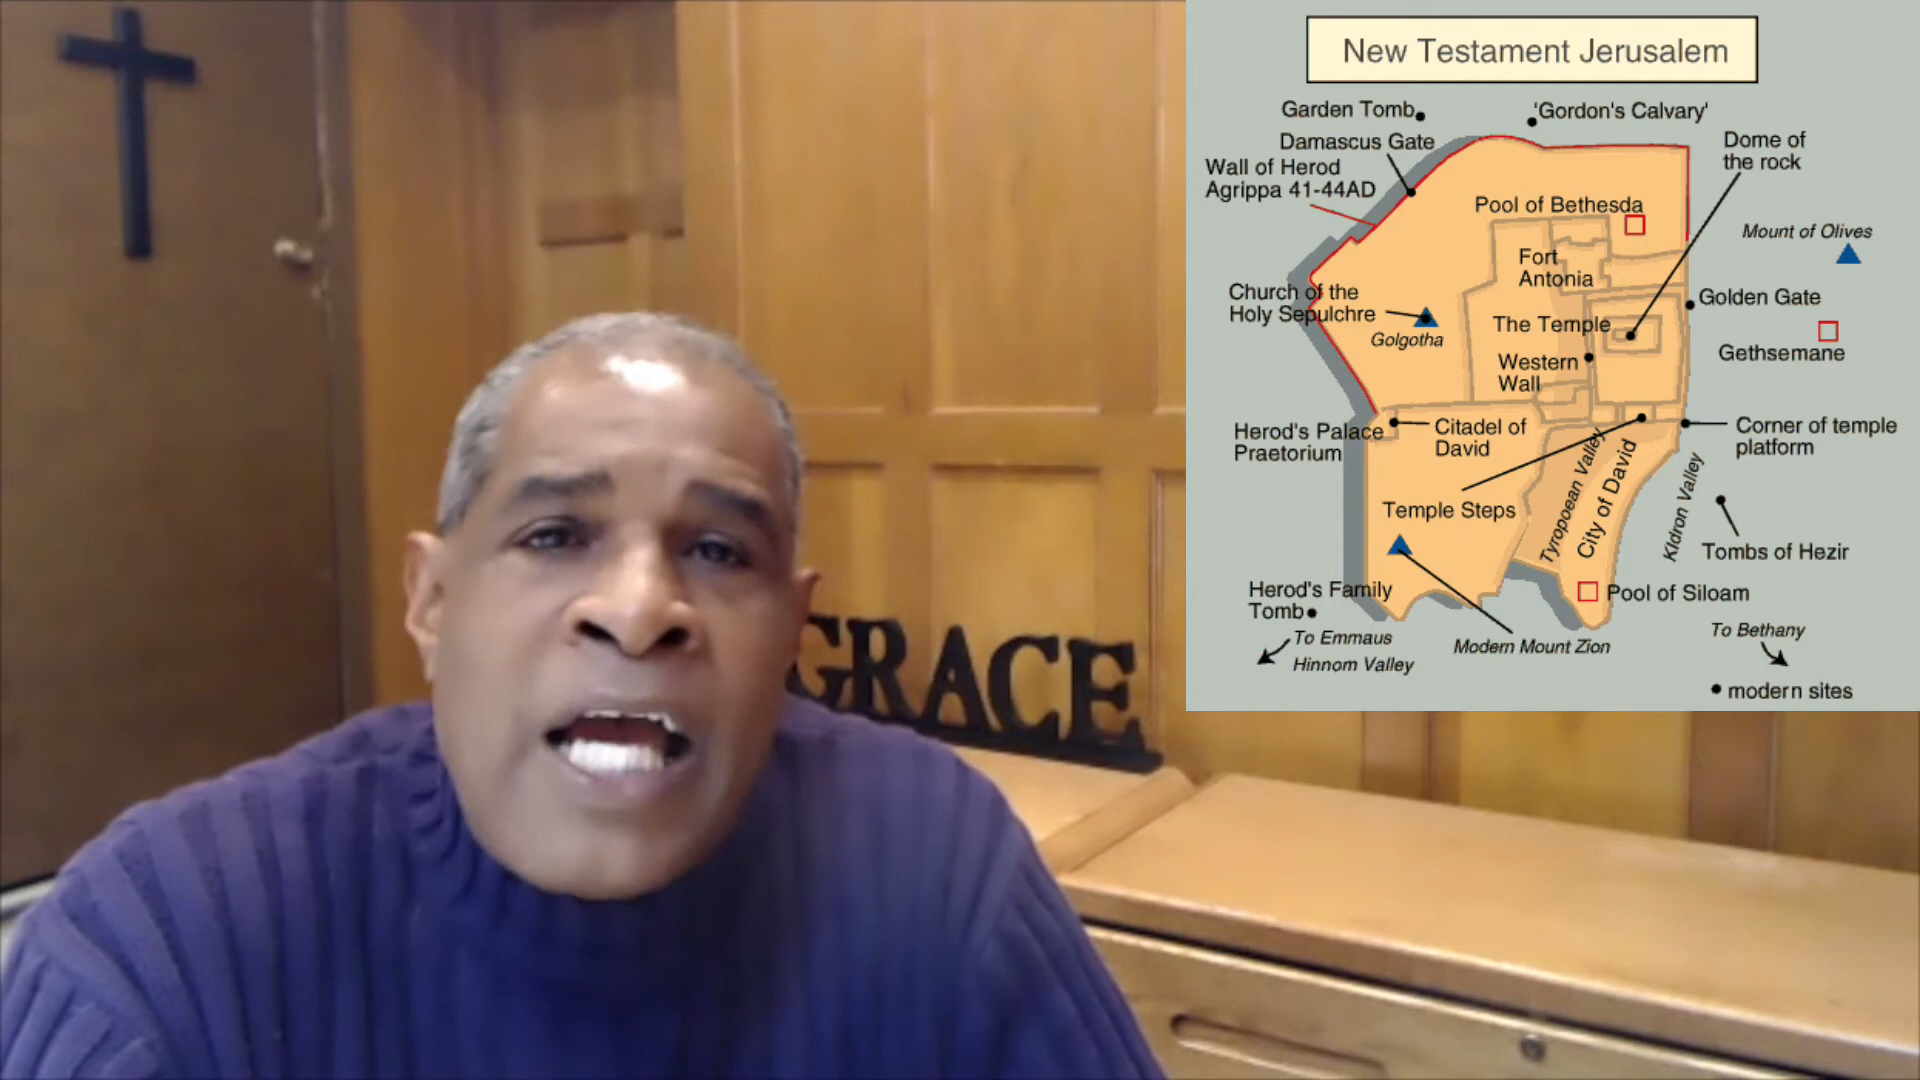 New Testament Jerusalem
Garden Tomb
'Gordon's Calvary'
Damascus Gate
Dome of
the rock
Wall of Herod
Agrippa 41-44AD
Pool of Bethesda
Mount of Olives
Fort
Antonia
Church of the
Holy Sepulchre
Golden Gate
The Temple
Golgotha
Gethsemane
Western
Wall
Herod's Palace
Praetorium
Citadel of
David
Corner of temple
platform
Tyropoean Valley
City of David
Kidron Valley
Temple Steps
Tombs of Hezir
Herod's Family
Tomb
Pool of Siloam
To Emmaus
Hinnom Valley
Modern Mount Zion
To Bethany
modern sites
GRACE